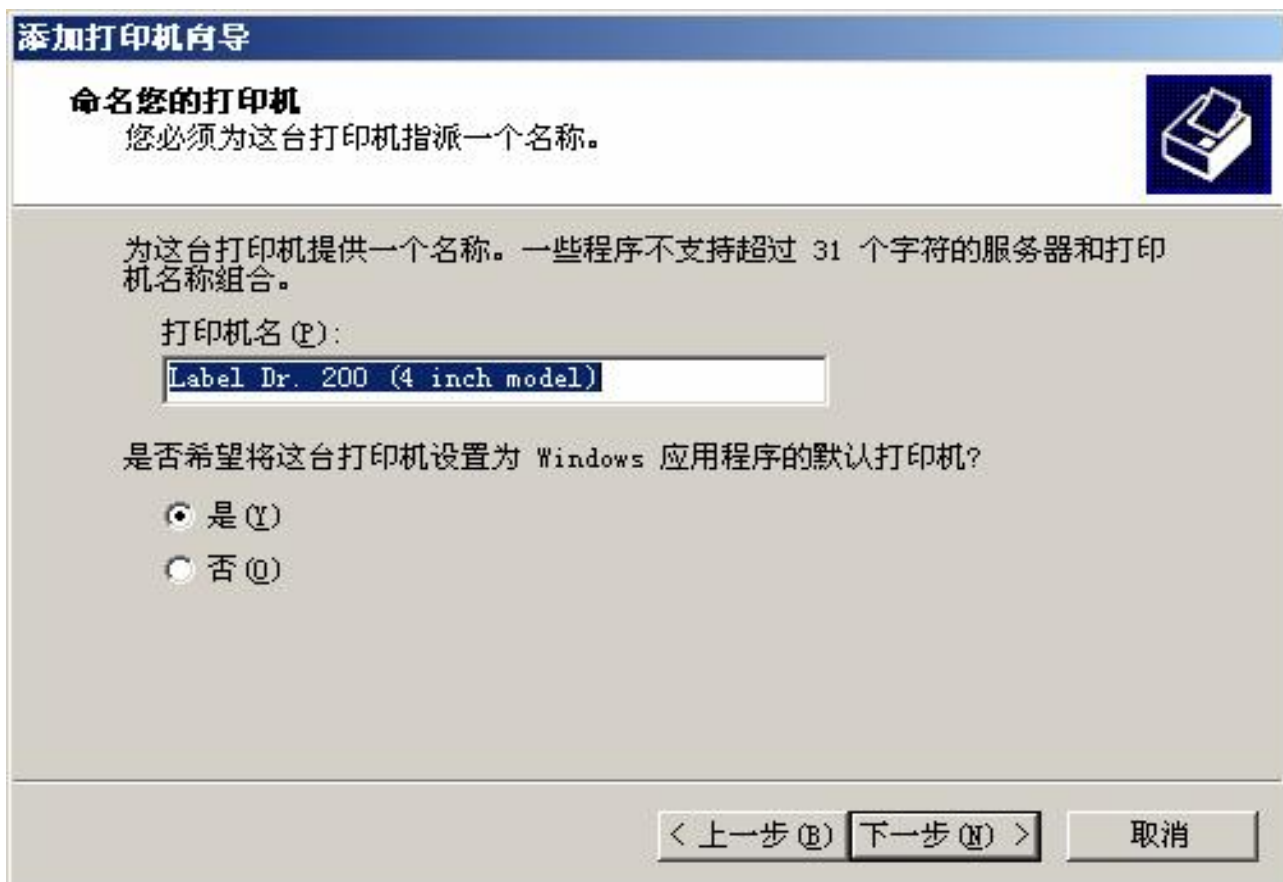 添加打印机向导
命名您的打印机
您必须为这台打印机指派一个名称。
为这台打印机提供一个名称。一些程序不支持超过 31 个字符的服务器和打印
机名称组合。
打印机名(P):
Label Dr. 200 (4 inch model)
是否希望将这台打印机设置为 Windows 应用程序的默认打印机?
是(Y)
否(O)
< 上一步(B) 下一步(N) > 取消